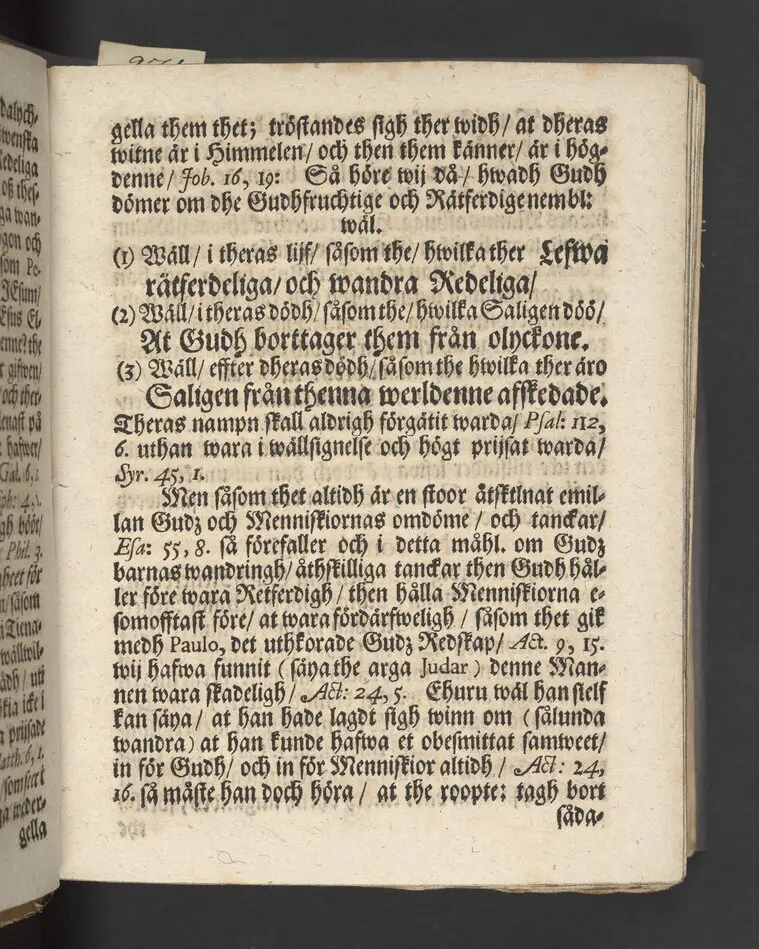 gella them thet; tröstandes sigh ther widh/ at dheras
witne är i Himmelen/ och then them känner/ är i hög-
denne/ Job. 16, 19: Så höre wij då/ hwadh Gudh
dömer om dhe Gudhfruchtige och Rätferdige nembl:
wäl.
(1) Wäll/ i theras lijf/ såsom the/ hwilka ther Lefwa
rätferdeliga/ och wandra Redeliga/
(2) Wäll/ i theras dödh/ såsom the/ hwilka Saligen döö/
At Gudh borttager them från olyckone.
(3) Wäll/ effter dheras dödh/ såsom the hwilka ther äro
Saligen från thenna werldenne afskedade.
Theras nampn skall aldrigh förgätit warda/ Psal: 112,
6. uthan wara i wällsignelse och högt prijsat warda/
Syr. 45, 1.
Men såsom thet altidh är en stoor åtsktlnat emil-
lan Gudz och Menniskiornas omdöme/ och tanckar/
Esa: 55, 8. så förefaller och i detta måhl. om Gudz
barnas wandringh/ åthskilliga tanckar then Gudh hål-
ler före wara Retferdigh/ then hålla Menniskiorna e-
somofftast före/ at wara fördärfweligh/ såsom thet gik
medh Paulo, det uthkorade Gudz Redskap/ Act. 9, 15.
wij hafwa funnit (säya the arga Judar) denne Man-
nen wara skadeligh/ Act: 24, 5. Ehuru wäl han sielf
kan säya/ at han hade lagdt sigh winn om (sålunda
wandra) at han kunde hafwa et obesmittat samweet/
in för Gudh/ och in för Menniskior altidh/ Act: 24,
16. så måste han doch höra/ at the roopte: tagh bort
såda-